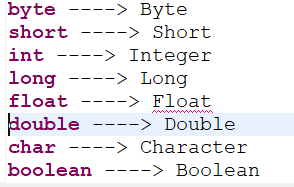 byte ----> Byte
short ----> Short
int ----> Integer
long ----> Long
float ----> Float
double ----> Double
char ----> Character
boolean ----> Boolean